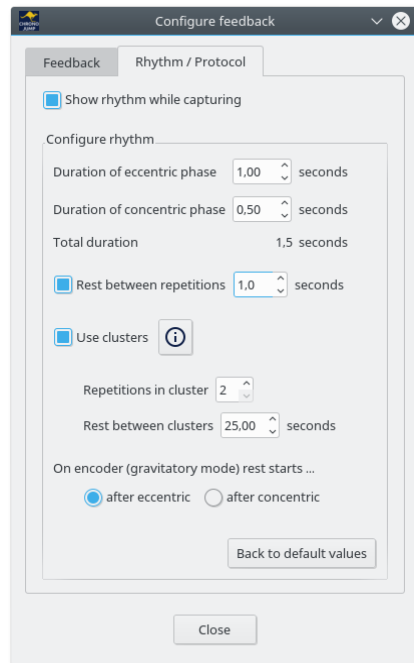 CHRONO
JUMP
Configure feedback
Feedback
Rhythm / Protocol
Show rhythm while capturing
Configure rhythm
Duration of eccentric phase 1,00 seconds
Duration of concentric phase 0,50 seconds
Total duration 1,5 seconds
Rest between repetitions 1,0 seconds
Use clusters
Repetitions in cluster 2
Rest between clusters 25,00 seconds
On encoder (gravitatory mode) rest starts ...
after eccentric after concentric
Back to default values
Close